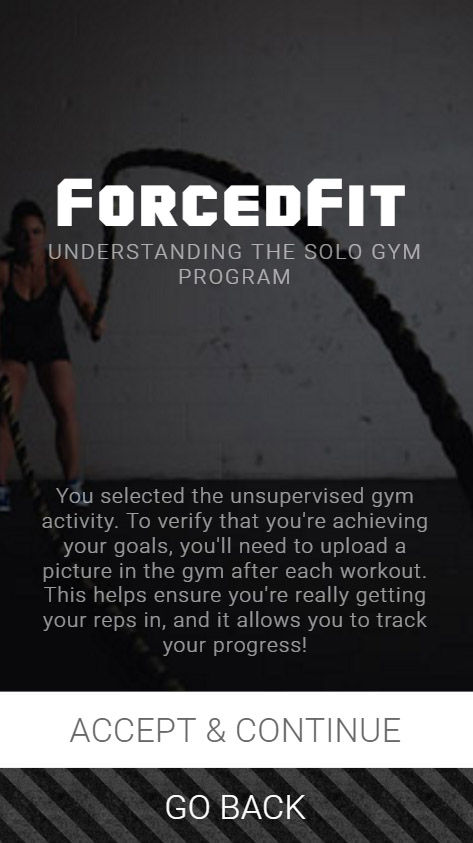 FORCEDFIT
UNDERSTANDING THE SOLO GYM
PROGRAM
You selected the unsupervised gym
activity. To verify that you're achieving
your goals, you'll need to upload a
picture in the gym after each workout.
This helps ensure you're really getting
your reps in, and it allows you to track
your progress!
ACCEPT & CONTINUE
GO BACK